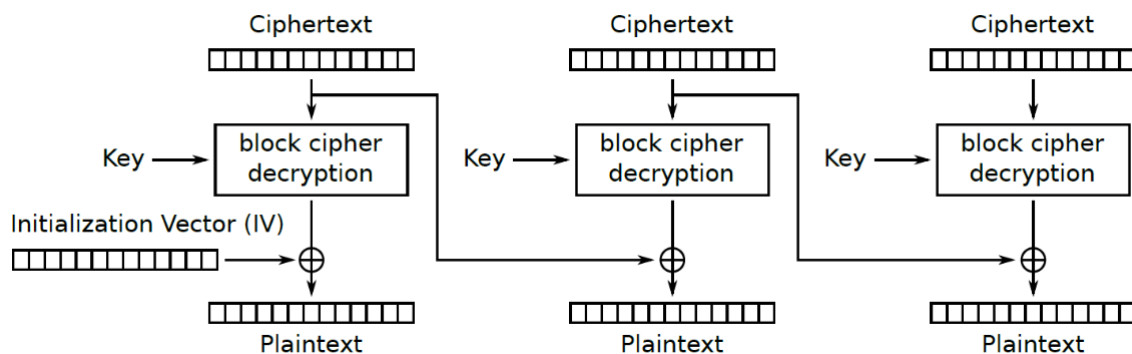 Ciphertext
Ciphertext
Ciphertext
Key
block cipher
decryption
Key
block cipher
decryption
Key
block cipher
decryption
Initialization Vector (IV)
Plaintext
Plaintext
Plaintext